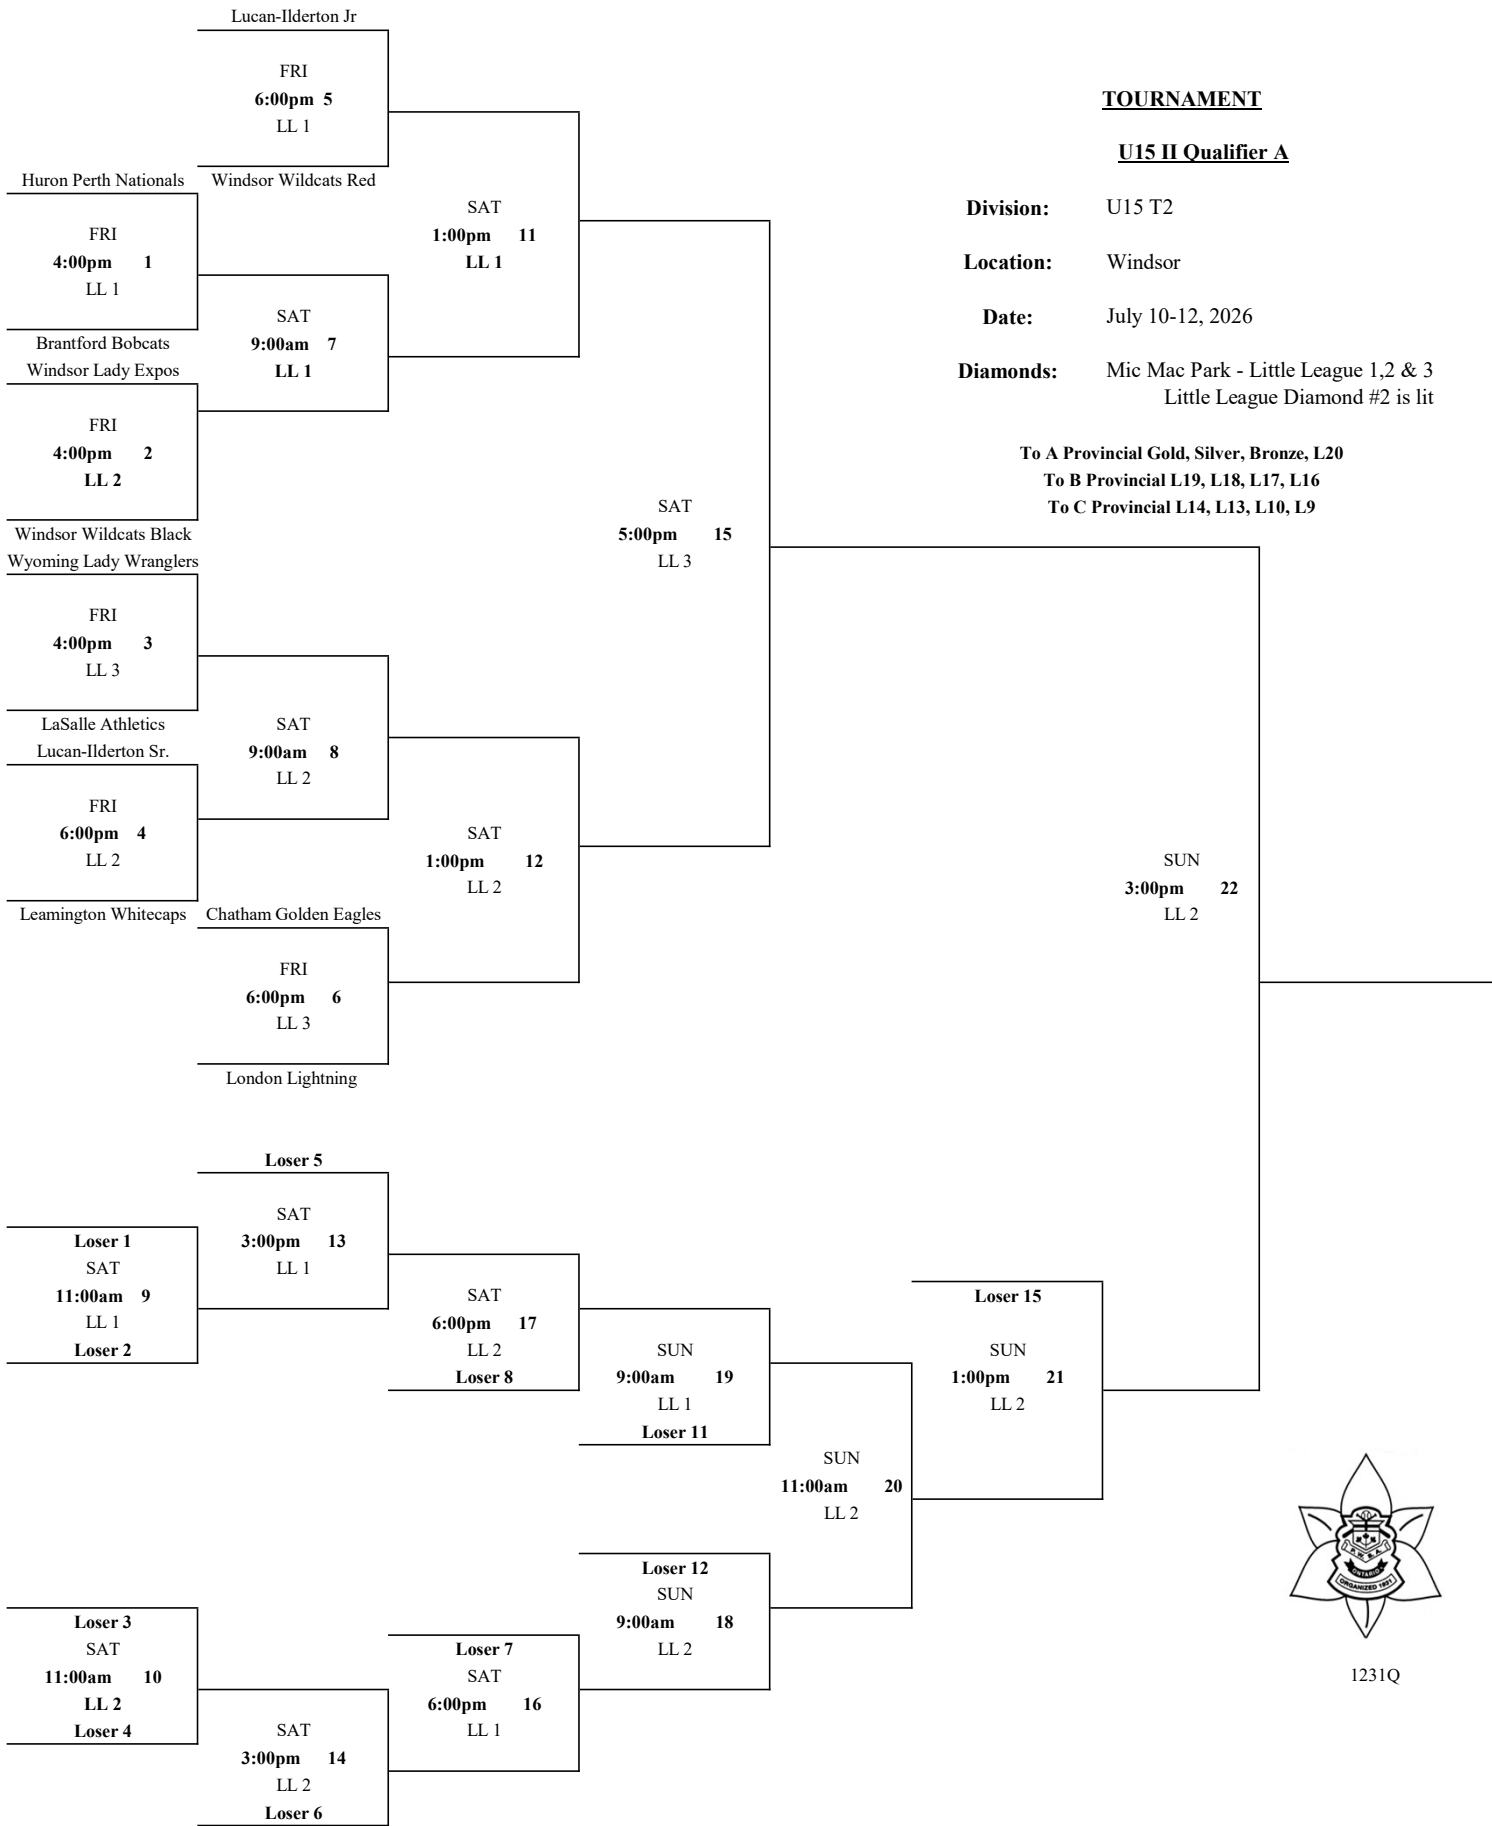 Lucan-Ilderton Jr
FRI
6:00pm 5
LL 1
Windsor Wildcats Red
Huron Perth Nationals
FRI
4:00pm 1
LL 1
Brantford Bobcats
SAT
9:00am 7
LL 1
SAT
1:00pm 11
LL 1
Windsor Lady Expos
FRI
4:00pm 2
LL 2
Windsor Wildcats Black
Wyoming Lady Wranglers
FRI
4:00pm 3
LL 3
LaSalle Athletics
SAT
9:00am 8
LL 2
Lucan-Ilderton Sr.
FRI
6:00pm 4
LL 2
Leamington Whitecaps
SAT
1:00pm 12
LL 2
Chatham Golden Eagles
FRI
6:00pm 6
LL 3
London Lightning
SAT
5:00pm 15
LL 3
TOURNAMENT
U15 II Qualifier A
Division: U15 T2
Location: Windsor
Date: July 10-12, 2026
Diamonds: Mic Mac Park - Little League 1,2 & 3
Little League Diamond #2 is lit
To A Provincial Gold, Silver, Bronze, L20
To B Provincial L19, L18, L17, L16
To C Provincial L14, L13, L10, L9
SUN
3:00pm 22
LL 2
Loser 5
SAT
3:00pm 13
LL 1
Loser 1
SAT
11:00am 9
LL 1
Loser 2
SAT
6:00pm 17
LL 2
Loser 8
SUN
9:00am 19
LL 1
Loser 11
Loser 15
SUN
1:00pm 21
LL 2
SUN
11:00am 20
LL 2
Loser 12
SUN
9:00am 18
LL 2
Loser 3
SAT
11:00am 10
LL 2
Loser 4
Loser 7
SAT
6:00pm 16
LL 1
SAT
3:00pm 14
LL 2
Loser 6
P.W.S.A.
ONTARIO
ORGANIZED 1931
1231Q